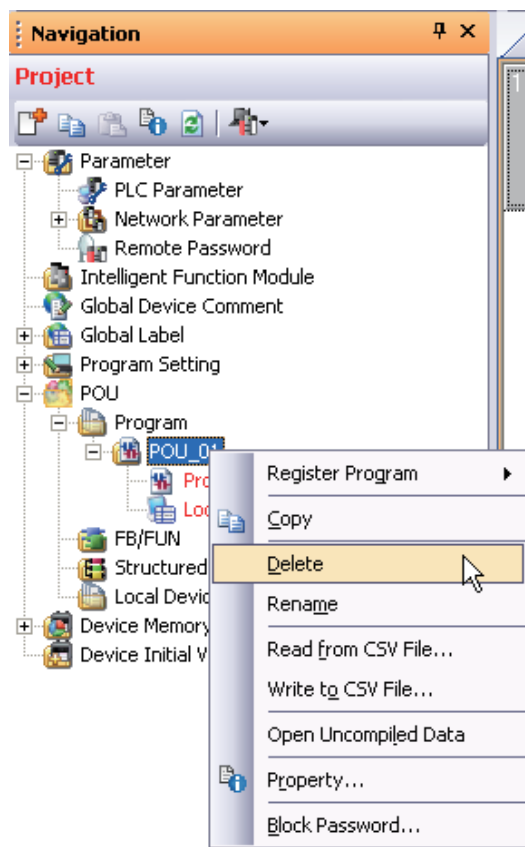 Navigation
Project
Parameter
PLC Parameter
Network Parameter
Remote Password
Intelligent Function Module
Global Device Comment
Global Label
Program Setting
POU
Program
POU_01
FB/FUN
Structured
Device Memory
Device Initial
Register Program
Copy
Delete
Rename
Read from CSV File...
Write to CSV File...
Open Uncompiled Data
Property...
Block Password...
1